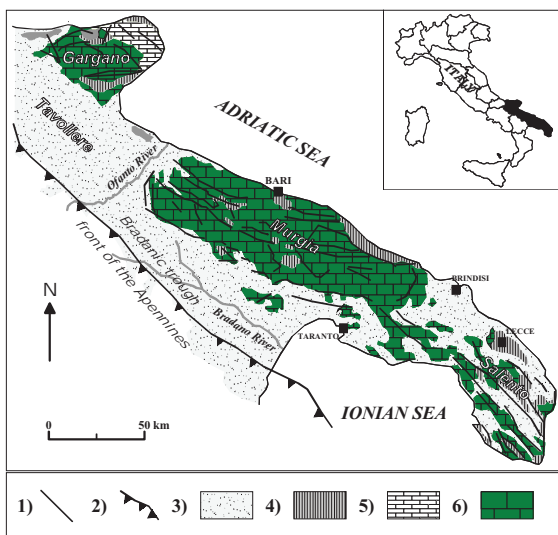 Gargano
ITALY
Tavoliere
ADRIATIC SEA
Ofanto River
BARI
Murgia
Bradanic trough
front of the Apennines
BRINDISI
N
Bradano River
TARANTO
LECCE
Salento
IONIAN SEA
0 50 km
1) 2) 3) 4) 5) 6)